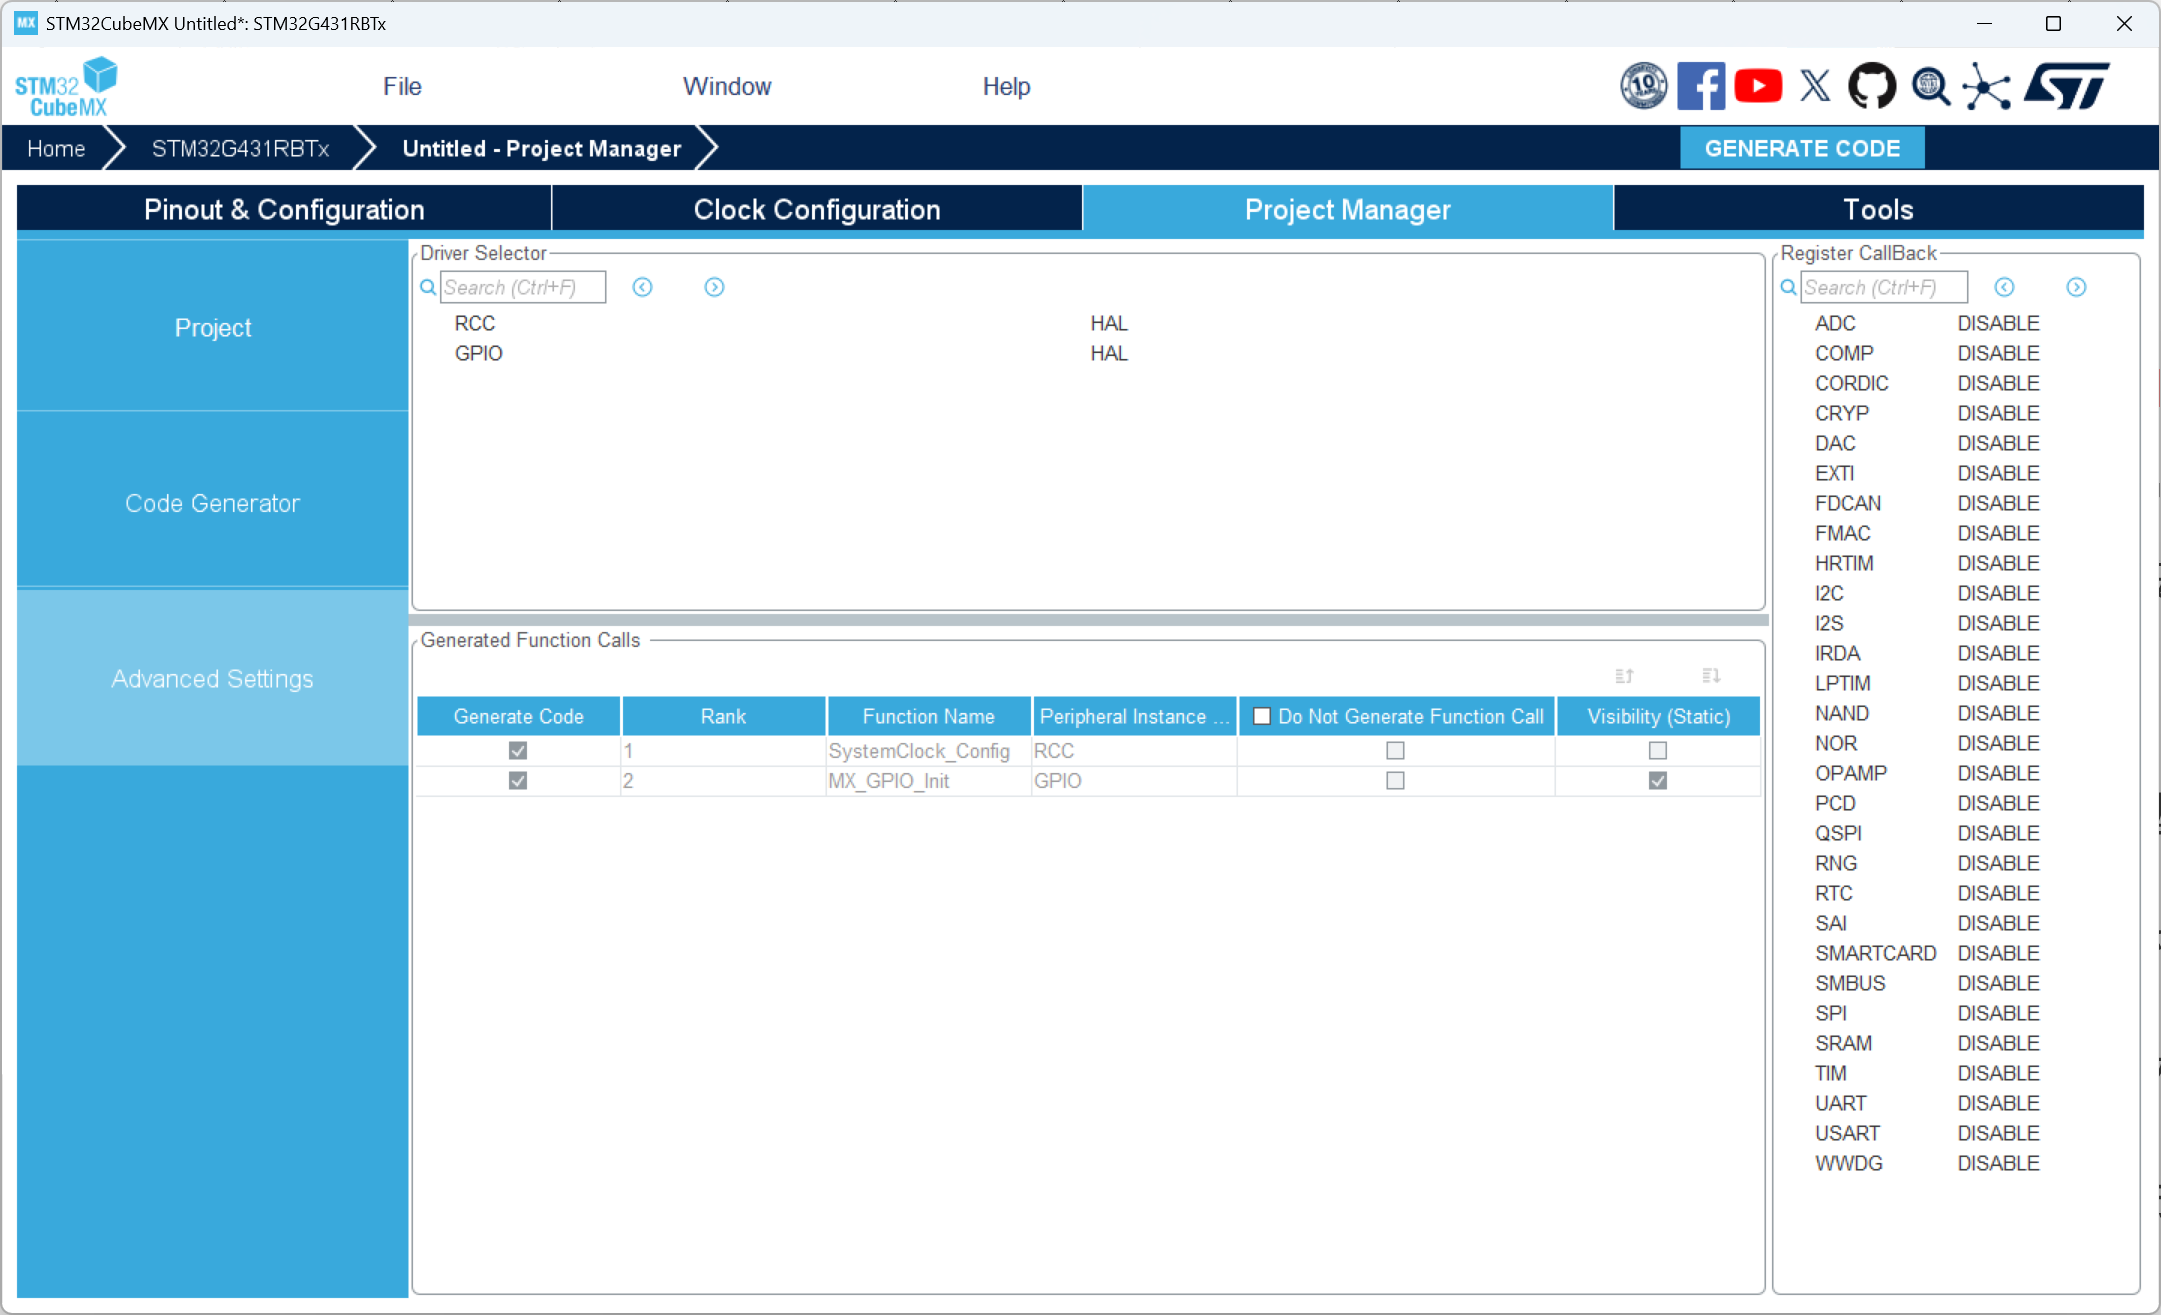 MX STM32CubeMX Untitled*: STM32G431RBTx
STM32 CubeMX
File Window Help
10 YEARS
ST
Home STM32G431RBTx Untitled - Project Manager GENERATE CODE
Pinout & Configuration Clock Configuration Project Manager Tools
Project
Code Generator
Advanced Settings
Driver Selector
Search (Ctrl+F)
RCC HAL
GPIO HAL
Generated Function Calls
Generate Code Rank Function Name Peripheral Instance ... Do Not Generate Function Call Visibility (Static)
1 SystemClock_Config RCC
2 MX_GPIO_Init GPIO
Register CallBack
Search (Ctrl+F)
ADC DISABLE
COMP DISABLE
CORDIC DISABLE
CRYP DISABLE
DAC DISABLE
EXTI DISABLE
FDCAN DISABLE
FMAC DISABLE
HRTIM DISABLE
I2C DISABLE
I2S DISABLE
IRDA DISABLE
LPTIM DISABLE
NAND DISABLE
NOR DISABLE
OPAMP DISABLE
PCD DISABLE
QSPI DISABLE
RNG DISABLE
RTC DISABLE
SAI DISABLE
SMARTCARD DISABLE
SMBUS DISABLE
SPI DISABLE
SRAM DISABLE
TIM DISABLE
UART DISABLE
USART DISABLE
WWDG DISABLE